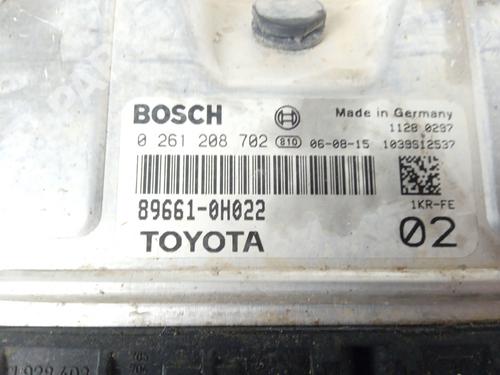 BOSCH
Made in Germany
1128 0297
0 261 208 702 810 06-08-15 1039S12537
89661-0H022
1KR-FE
TOYOTA
02